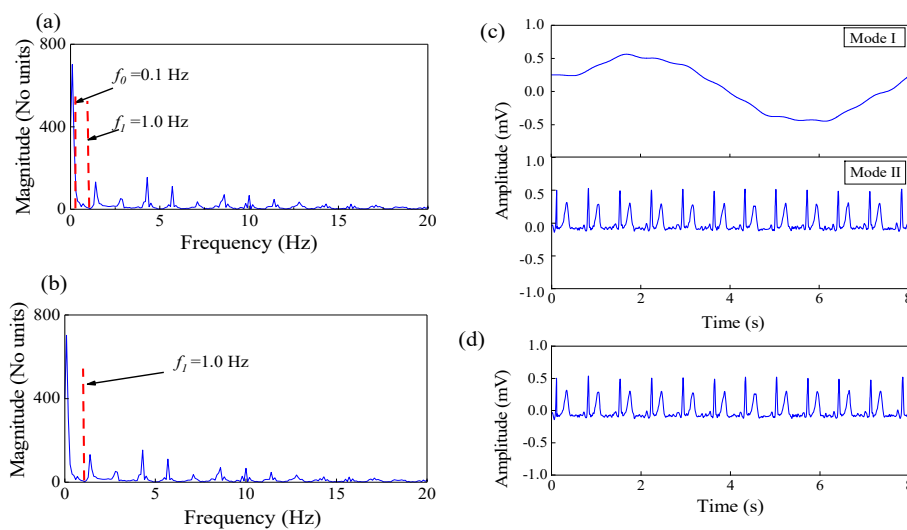 (a)
800
400
0
Magnitude (No units)
f0 =0.1 Hz
f1 =1.0 Hz
0 5 10 15 20
Frequency (Hz)
(b)
800
400
0
Magnitude (No units)
f1 =1.0 Hz
0 5 10 15 20
Frequency (Hz)
(c)
1.0
0.5
0.0
-0.5
Mode I
Amplitude (mV)
1.0
0.5
0.0
-0.5
-1.0
Mode II
0 2 4 6 8
Time (s)
(d)
1.0
0.5
0.0
-0.5
-1.0
Amplitude (mV)
0 2 4 6 8
Time (s)